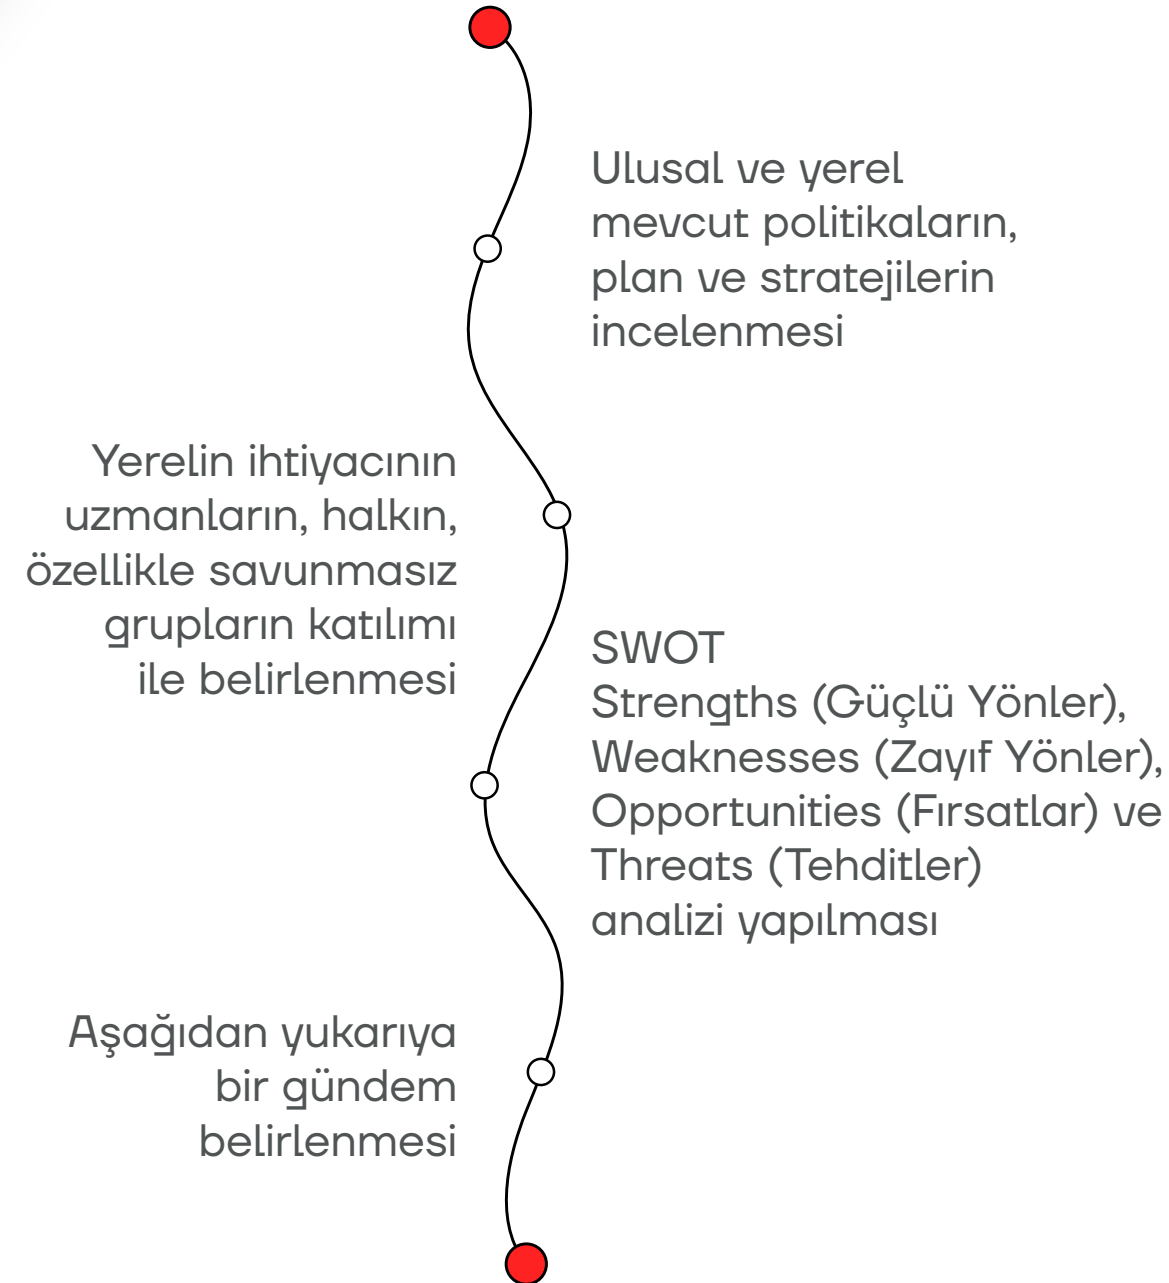 Ulusal ve yerel
mevcut politikaların,
plan ve stratejilerin
incelenmesi
Yerelin ihtiyacının
uzmanların, halkın,
özellikle savunmasız
grupların katılımı
ile belirlenmesi
SWOT
Strengths (Güçlü Yönler),
Weaknesses (Zayıf Yönler),
Opportunities (Fırsatlar) ve
Threats (Tehditler)
analizi yapılması
Aşağıdan yukarıya
bir gündem
belirlenmesi